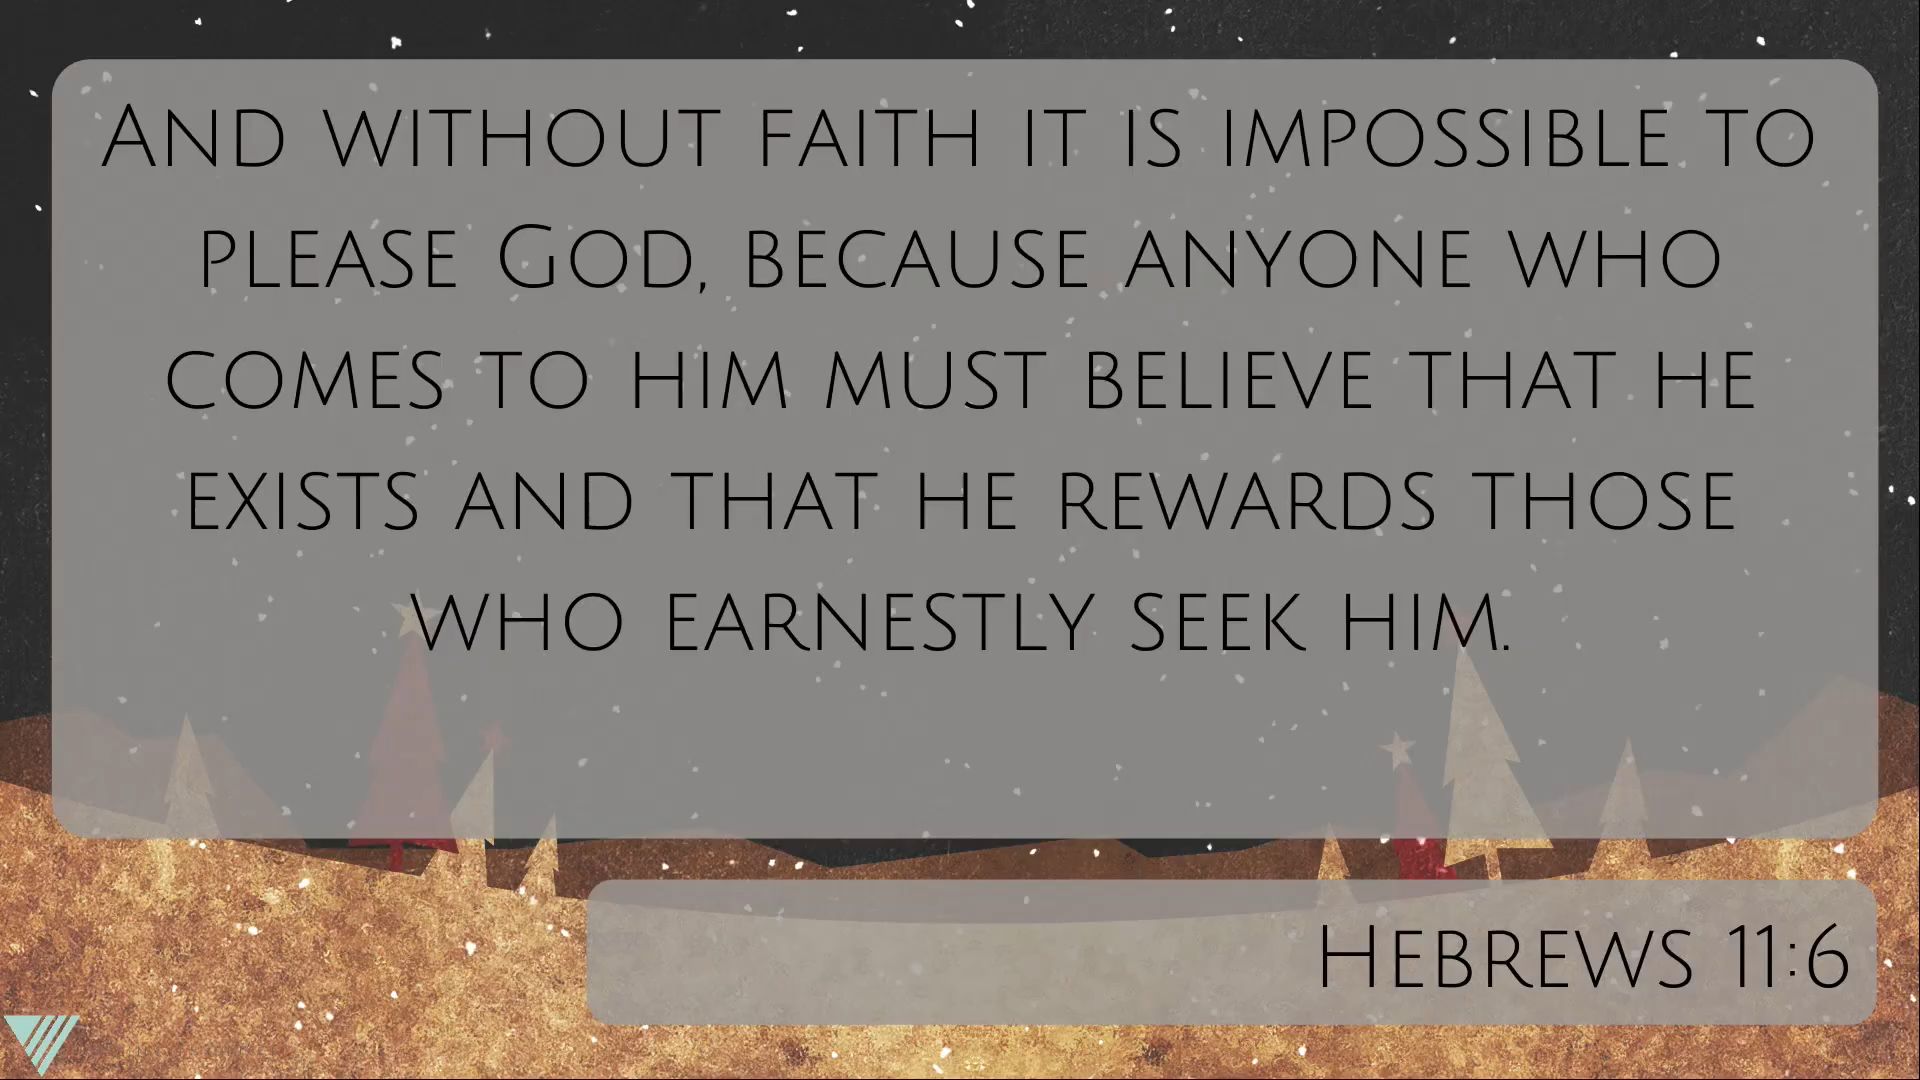 And without faith it is impossible to
please God, because anyone who
comes to him must believe that he
exists and that he rewards those
who earnestly seek him.
Hebrews 11:6